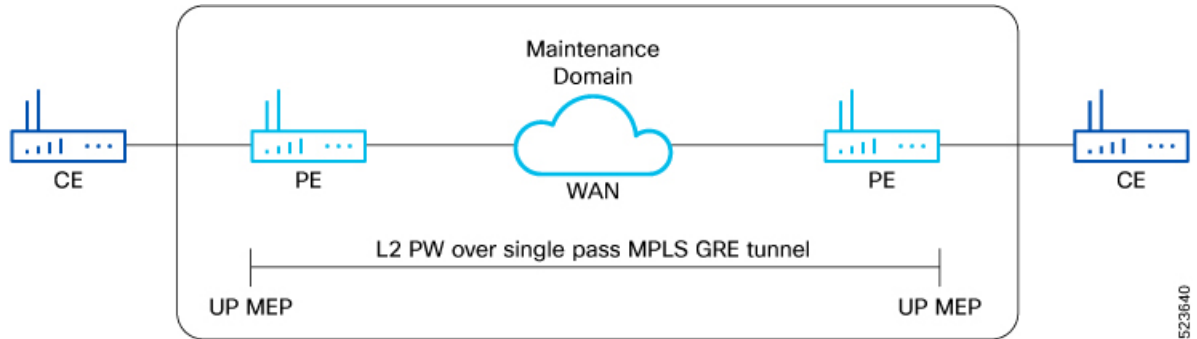 Maintenance
Domain
CE
PE
WAN
PE
CE
L2 PW over single pass MPLS GRE tunnel
UP MEP
UP MEP
523640